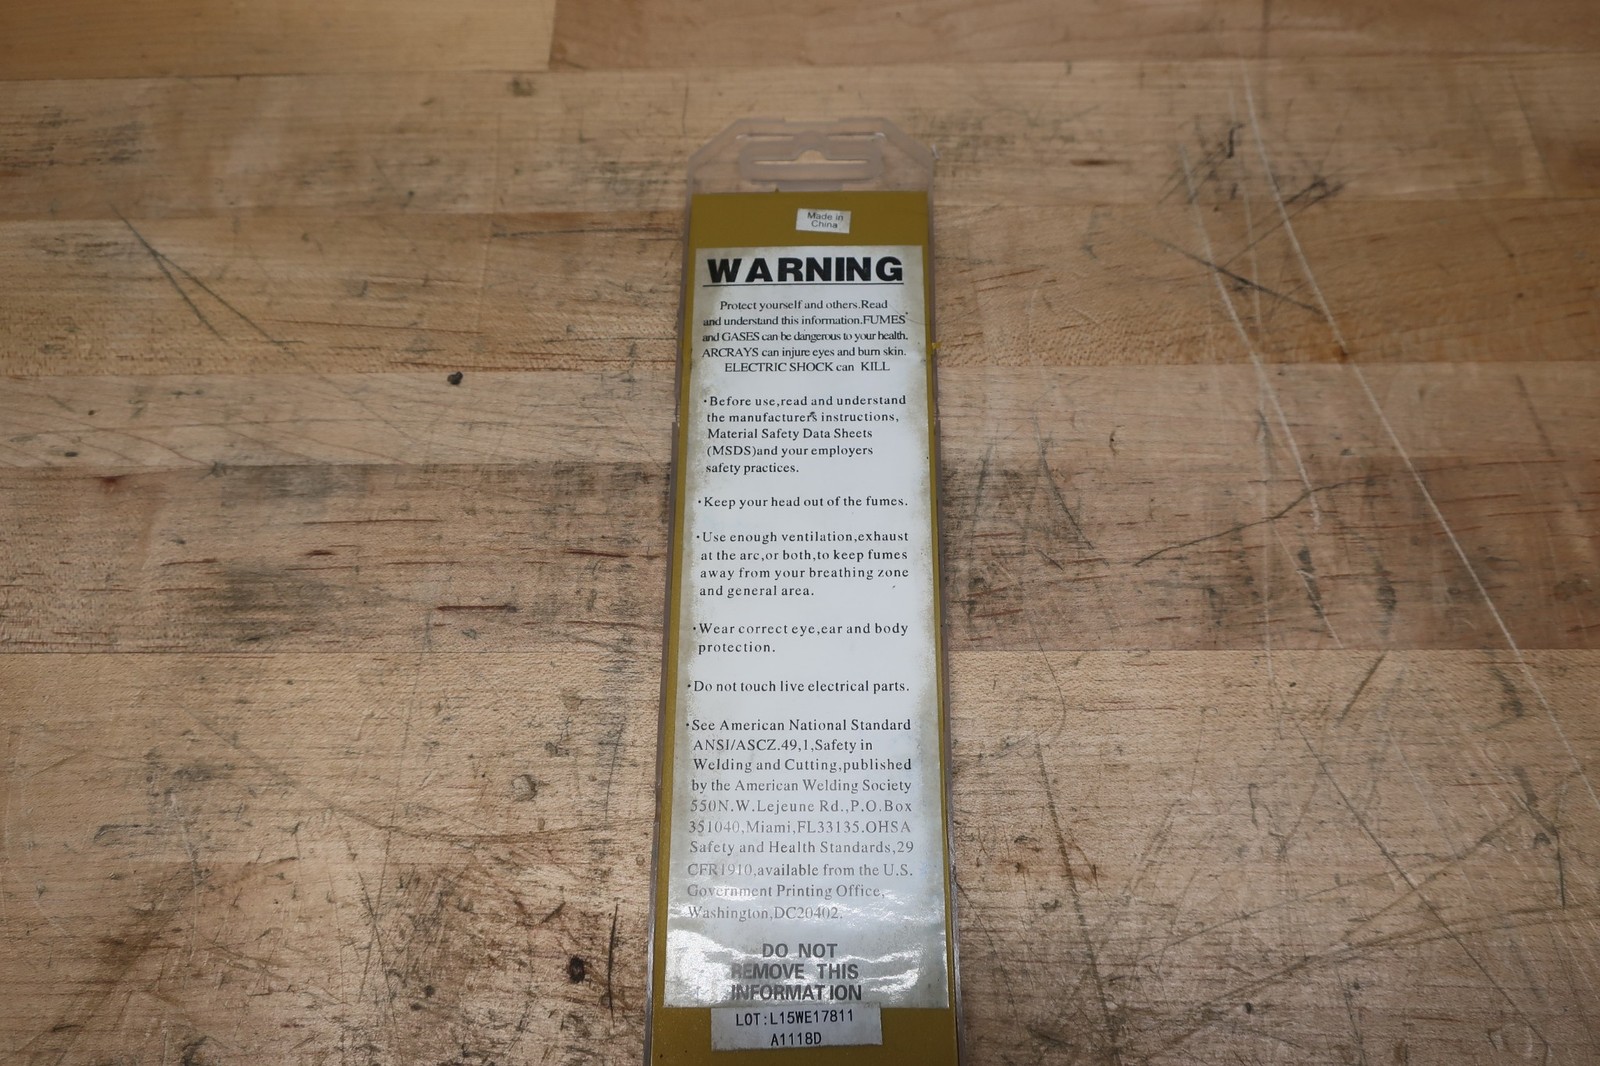 Made in
China
WARNING
Protect yourself and others.Read
and understand this information.FUMES
and GASES can be dangerous to your health.
ARCRAYS can injure eyes and burn skin.
ELECTRIC SHOCK can KILL
·Before use,read and understand
the manufacturers instructions,
Material Safety Data Sheets
(MSDS)and your employers
safety practices.
·Keep your head out of the fumes.
·Use enough ventilation,exhaust
at the arc,or both,to keep fumes
away from your breathing zone
and general area.
·Wear correct eye,ear and body
protection.
·Do not touch live electrical parts.
·See American National Standard
ANSI/ASCZ.49,1,Safety in
Welding and Cutting,published
by the American Welding Society
550N.W.Lejeune Rd.,P.O.Box
351040,Miami,FL33135.OHSA
Safety and Health Standards,29
CFR1910,available from the U.S.
Government Printing Office,
Washington,DC20402.
DO NOT
REMOVE THIS
INFORMATION
LOT:L15WE17811
A1118D